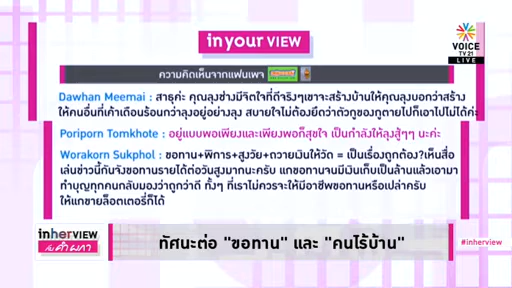 in your VIEW
VOICE
TV 21
LIVE
ความคิดเห็นจากแฟนเพจ
Dawhan Meemai : สาธุค่ะ คุณลุงช่างมีจิตใจที่ดีจริงๆเขาจะสร้างบ้านให้คุณลุงบอกว่าสร้าง
ให้คนอื่นที่เค้าเดือนร้อนกว่าลุงอยู่อย่างลุง สบายใจไม่ต้องยึดว่าตัวกูของกูตายไปก็เอาไปไม่ได้ค่ะ
Poriporn Tomkhote : อยู่แบบพอเพียงและเพียงพอก็สุขใจ เป็นกำลังให้ลุงสู้ๆๆ นะค่ะ
Worakorn Sukphol : ขอทาน+พิการ+สูงวัย+ถวายเงินให้วัด = เป็นเรื่องถูกต้อง?เห็นสื่อ
เล่นข่าวนี้กันจังขอทานรายได้ต่อวันสูงมากนะครับ แกขอทานจนมีเงินเก็บเป็นล้านแล้วเอามา
ทำบุญทุกคนกลับมองว่าถูกว่าดี ทั้งๆ ที่เราไม่ควรจะให้มีอาชีพขอทานหรือเปล่าครับ
ให้แกขายล็อตเตอรี่ก็ได้
inherVIEW
กับคำ ผกา
ทัศนะต่อ "ขอทาน" และ "คนไร้บ้าน"
#inherview